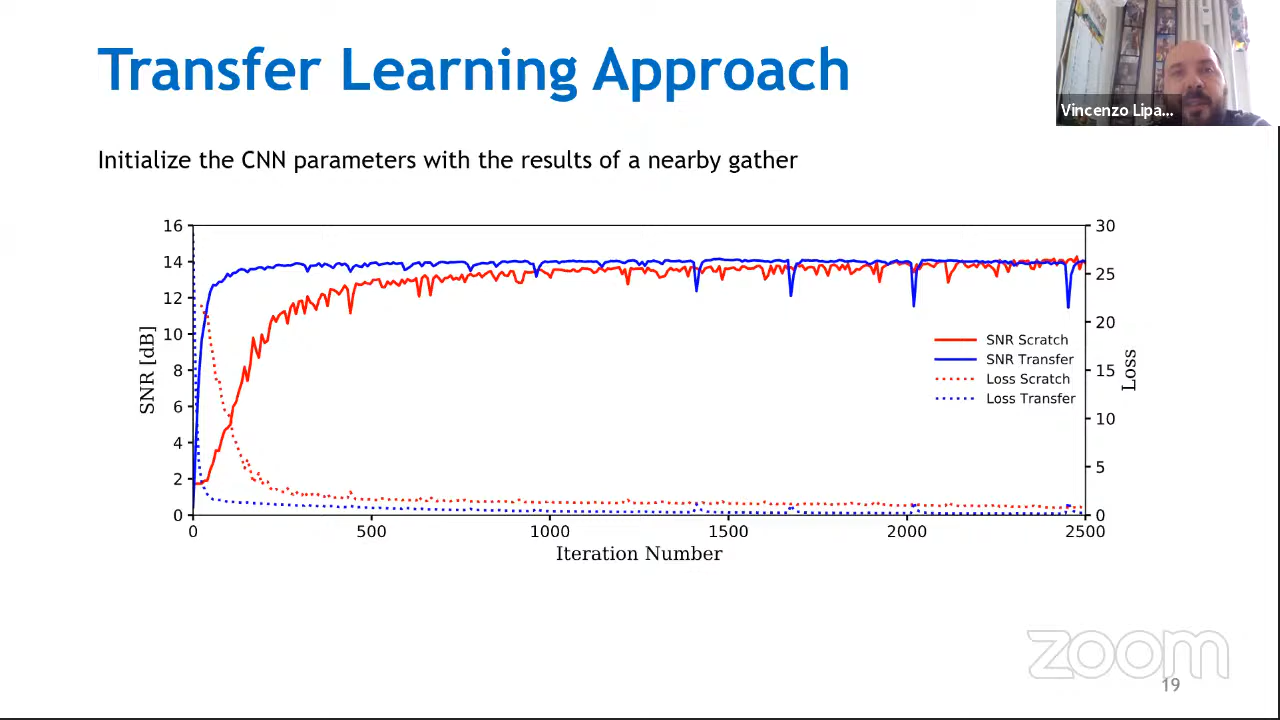 Transfer Learning Approach
Vincenzo Lipa...
Initialize the CNN parameters with the results of a nearby gather
16
14
12
10
8
6
4
2
0
SNR [dB]
30
25
20
15
10
5
0
Loss
SNR Scratch
SNR Transfer
Loss Scratch
Loss Transfer
0 500 1000 1500 2000 2500
Iteration Number
zoom
19